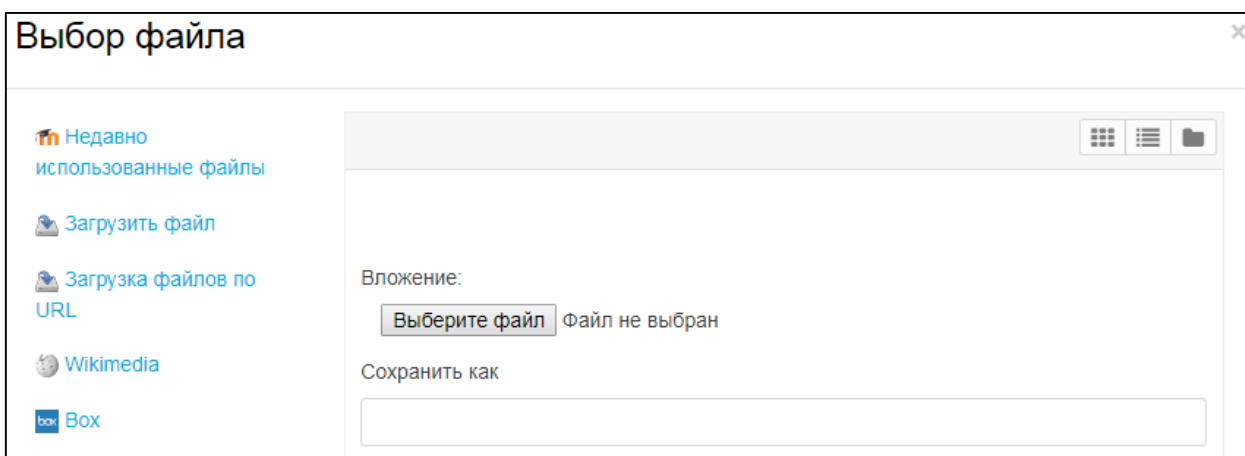 Выбор файла
×
Недавно
использованные файлы
Загрузить файл
Загрузка файлов по
URL
Wikimedia
box Box
Вложение:
Выберите файл Файл не выбран
Сохранить как